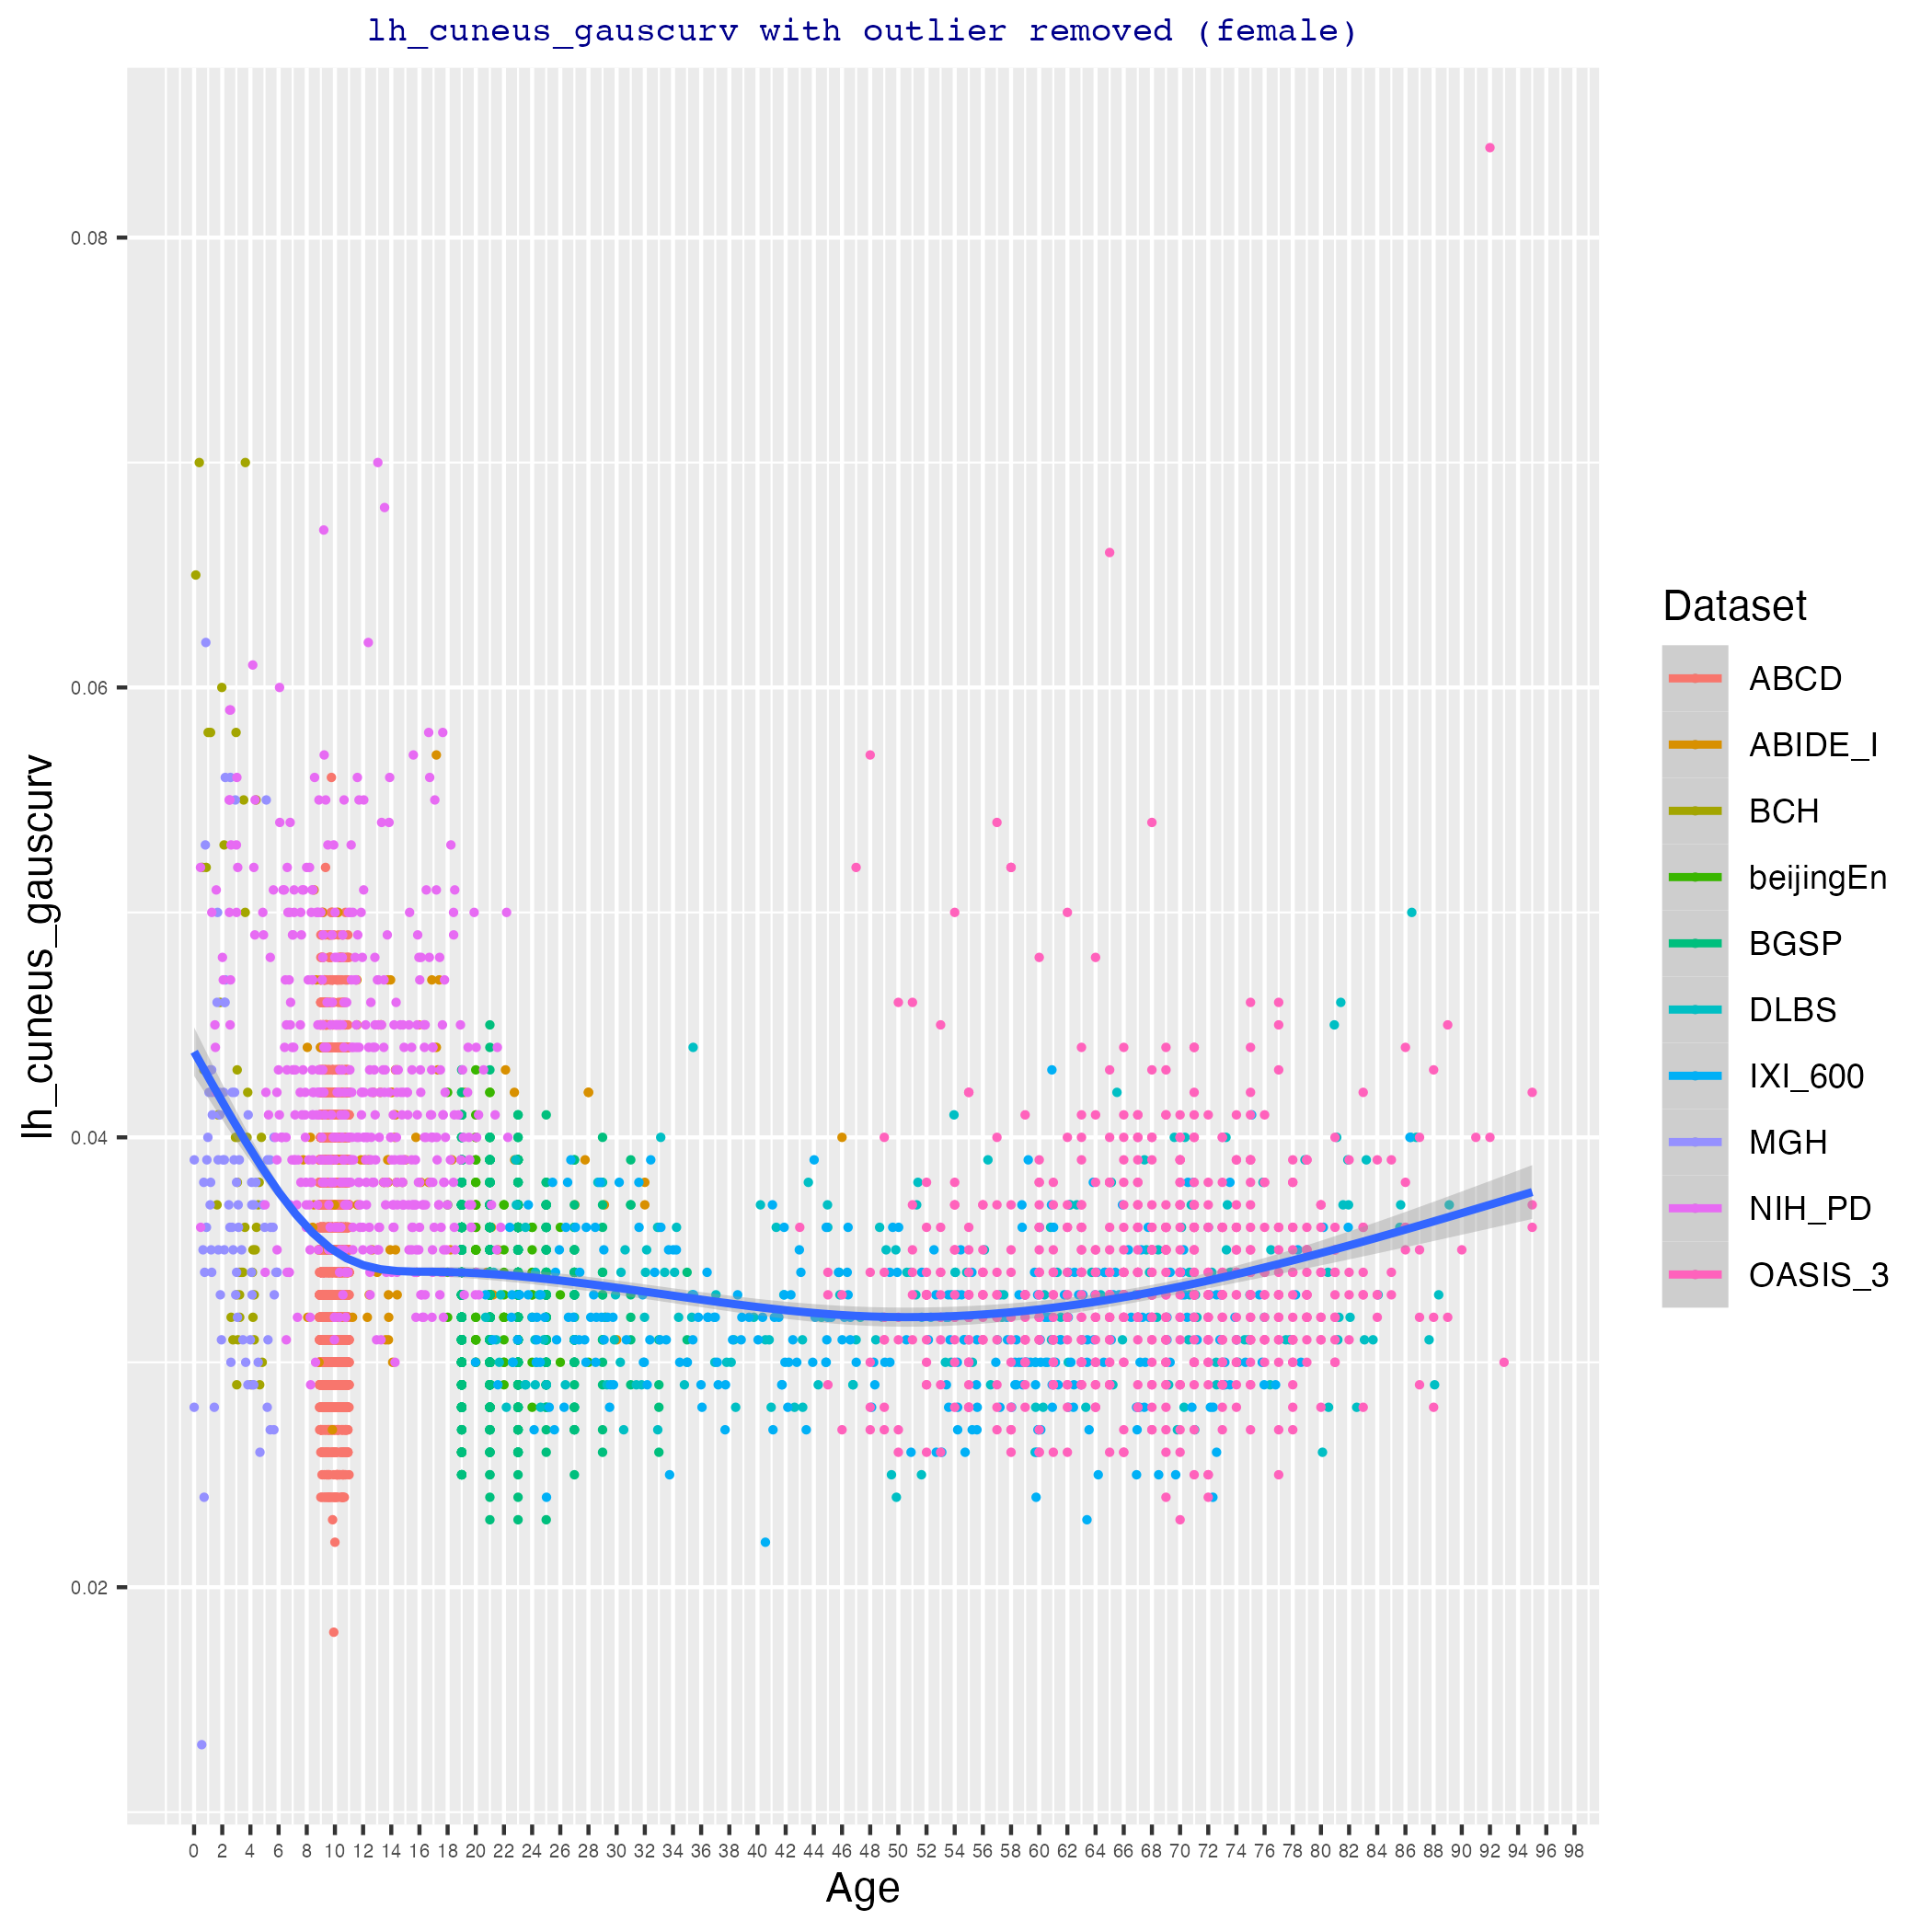 lh_cuneus_gauscurv with outlier removed (female)
lh_cuneus_gauscurv
0.08
0.06
0.04
0.02
0 2 4 6 8 10 12 14 16 18 20 22 24 26 28 30 32 34 36 38 40 42 44 46 48 50 52 54 56 58 60 62 64 66 68 70 72 74 76 78 80 82 84 86 88 90 92 94 96 98
Age
Dataset
ABCD
ABIDE_I
BCH
beijingEn
BGSP
DLBS
IXI_600
MGH
NIH_PD
OASIS_3